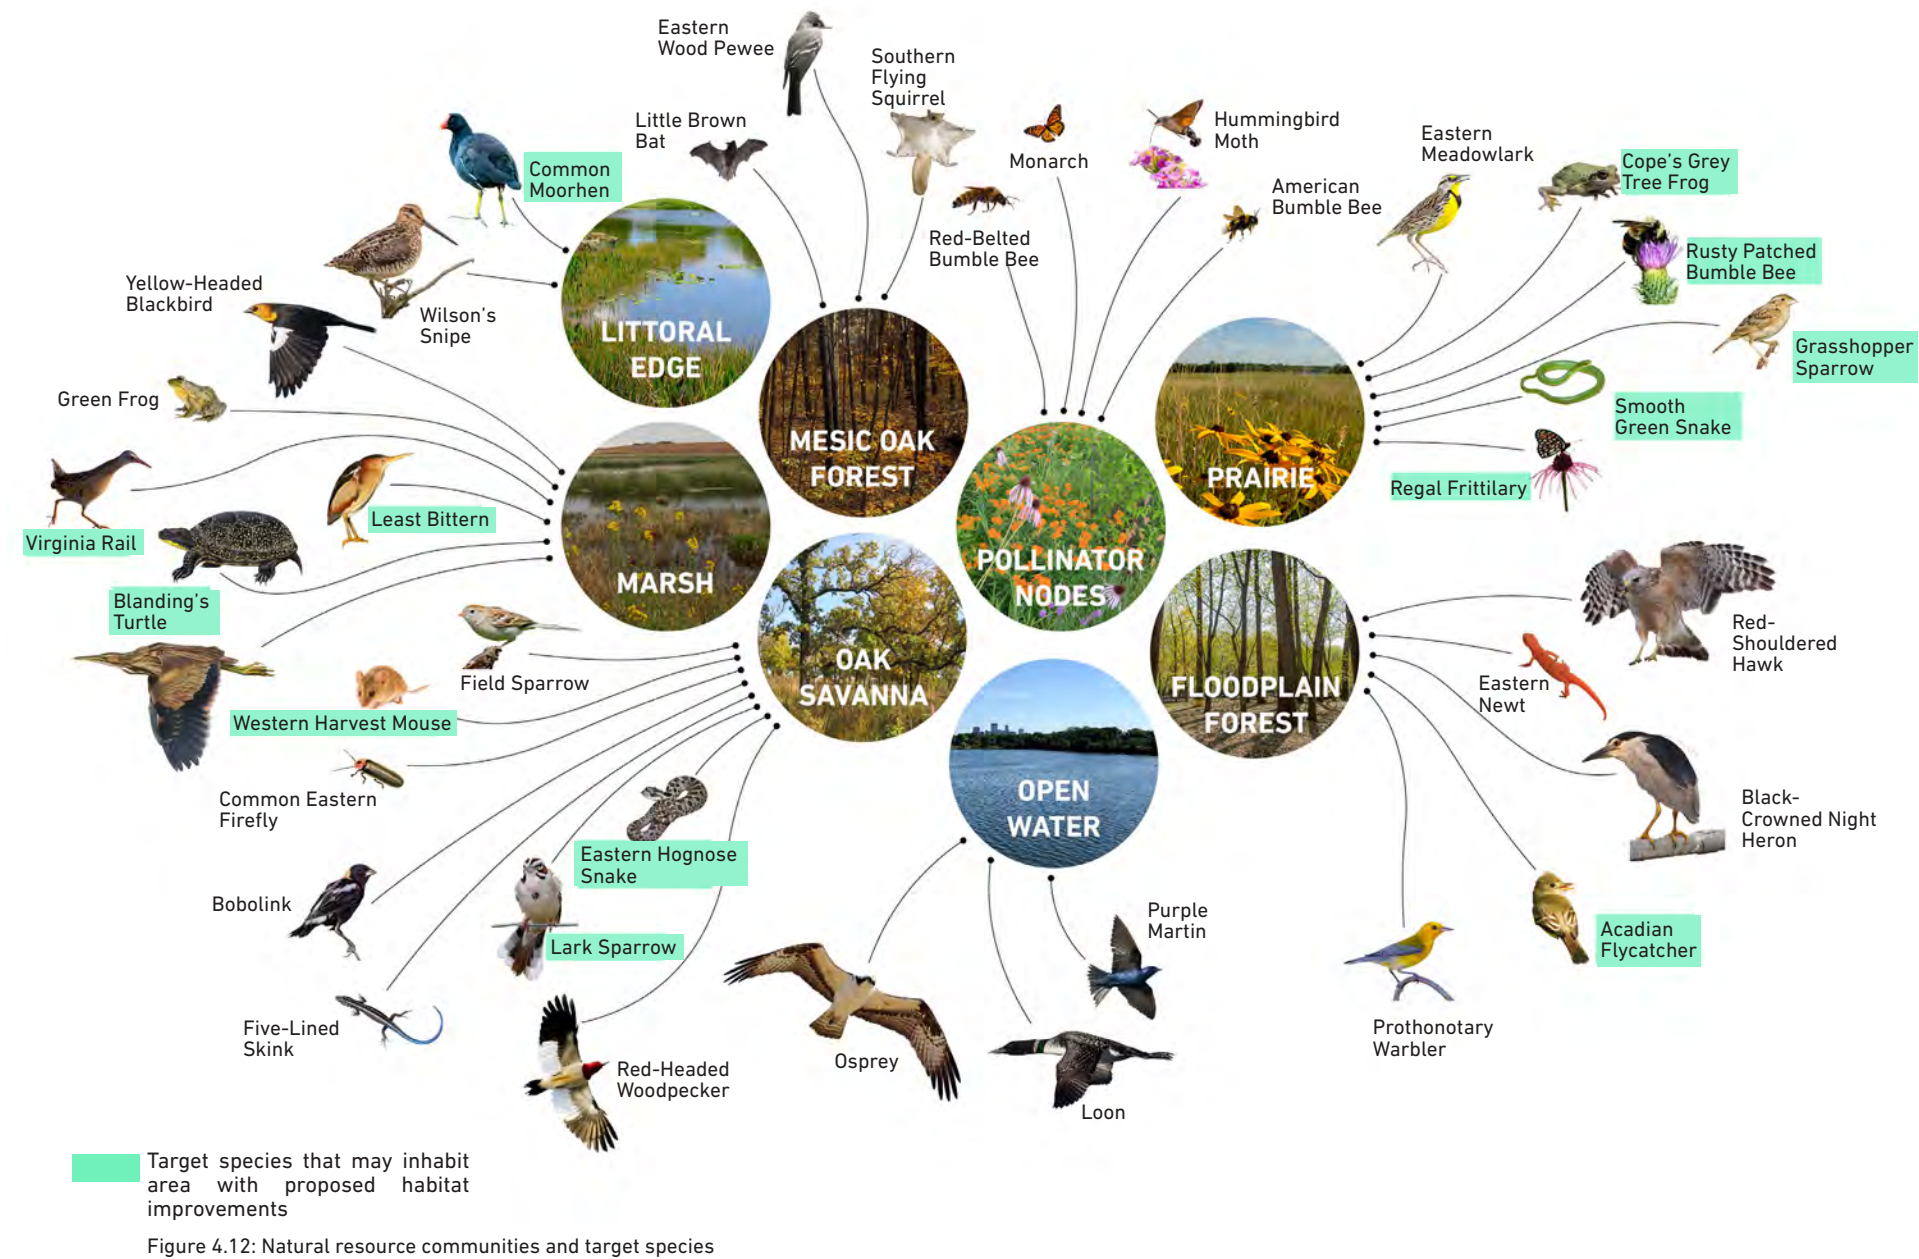 Eastern
Wood Pewee
Southern
Flying
Squirrel
Little Brown
Bat
Monarch
Hummingbird
Moth
Eastern
Meadowlark
Cope's Grey
Tree Frog
Common
Moorhen
American
Bumble Bee
Red-Belted
Bumble Bee
Rusty Patched
Bumble Bee
Yellow-Headed
Blackbird
Wilson's
Snipe
LITTORAL
EDGE
Grasshopper
Sparrow
Green Frog
MESIC OAK
FOREST
Smooth
Green Snake
PRAIRIE
Regal Frittilary
Least Bittern
Virginia Rail
MARSH
POLLINATOR
NODES
Blanding's
Turtle
Field Sparrow
OAK
SAVANNA
FLOODPLAIN
FOREST
Red-
Shouldered
Hawk
Eastern
Newt
Western Harvest Mouse
Common Eastern
Firefly
OPEN
WATER
Black-
Crowned Night
Heron
Eastern Hognose
Snake
Bobolink
Lark Sparrow
Purple
Martin
Acadian
Flycatcher
Five-Lined
Skink
Red-Headed
Woodpecker
Osprey
Loon
Prothonotary
Warbler
Target species that may inhabit
area with proposed habitat
improvements
Figure 4.12: Natural resource communities and target species